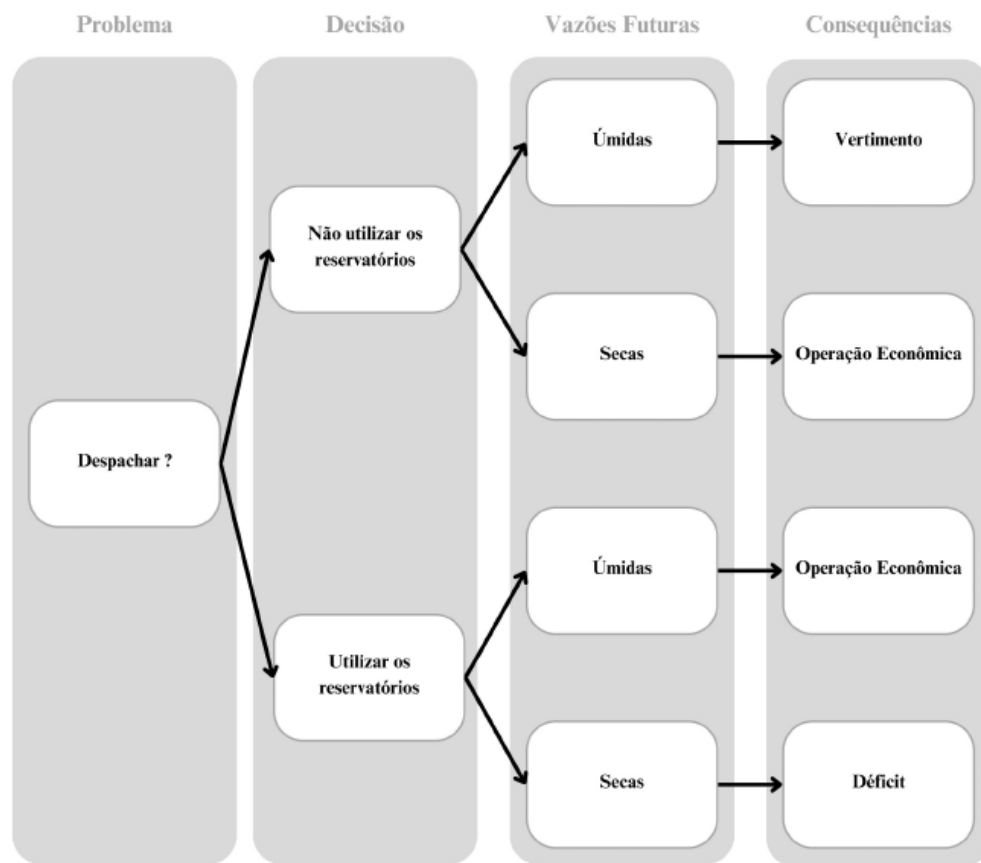 Problema
Decisão
Vazões Futuras
Consequências
Úmidas
Vertimento
Não utilizar os
reservatórios
Secas
Operação Econômica
Despachar ?
Úmidas
Operação Econômica
Utilizar os
reservatórios
Secas
Déficit